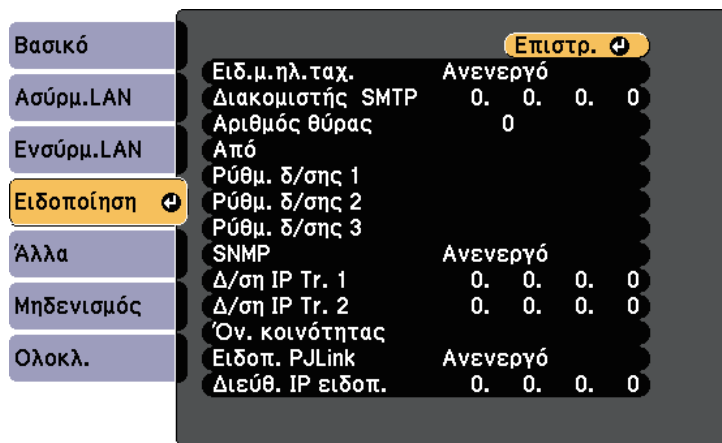 Βασικό
Ασύρμ.LAN
Ενσύρμ.LAN
Ειδοποίηση
Άλλα
Μηδενισμός
Ολοκλ.
Επιστρ.
Ειδ.μ.ηλ.ταχ. Ανενεργό
Διακομιστής SMTP 0. 0. 0. 0
Αριθμός θύρας 0
Από
Ρύθμ. δ/σης 1
Ρύθμ. δ/σης 2
Ρύθμ. δ/σης 3
SNMP Ανενεργό
Δ/ση IP Tr. 1 0. 0. 0. 0
Δ/ση IP Tr. 2 0. 0. 0. 0
Όν. κοινότητας
Ειδοπ. PJLink Ανενεργό
Διεύθ. IP ειδοπ. 0. 0. 0. 0